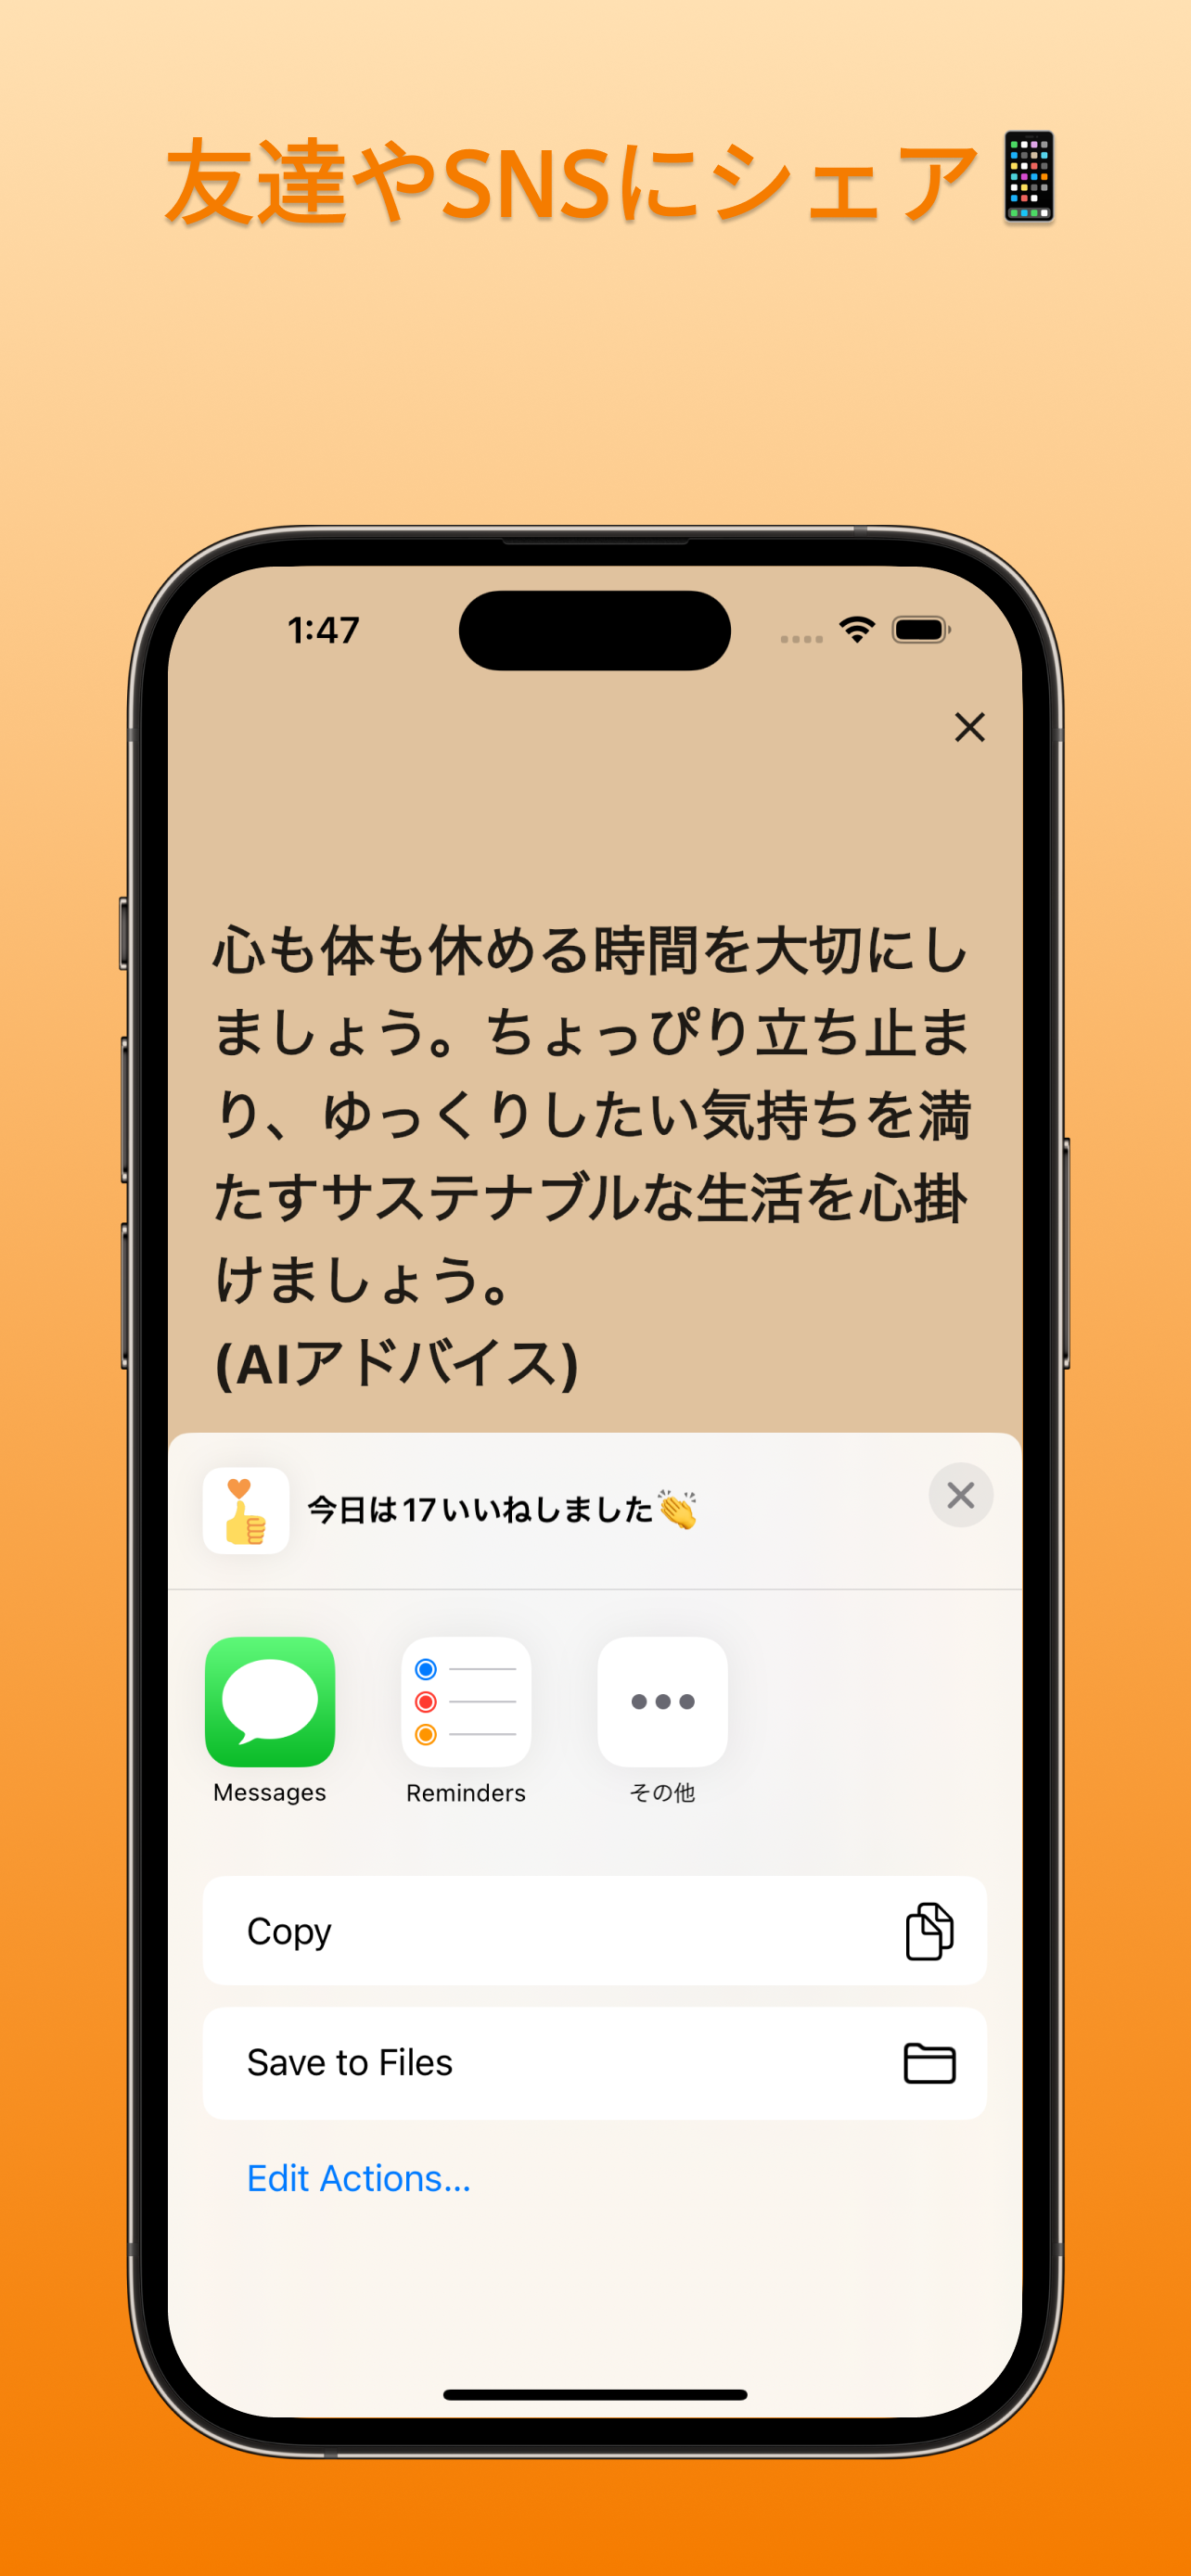 友達やSNSにシェア📱
1:47
心も体も休める時間を大切にし
ましょう。ちょっぴり立ち止ま
り、ゆっくりしたい気持ちを満
たすサステナブルな生活を心掛
けましょう。
(AIアドバイス)
今日は17いいねしました👏
Messages
Reminders
その他
Copy
Save to Files
Edit Actions...